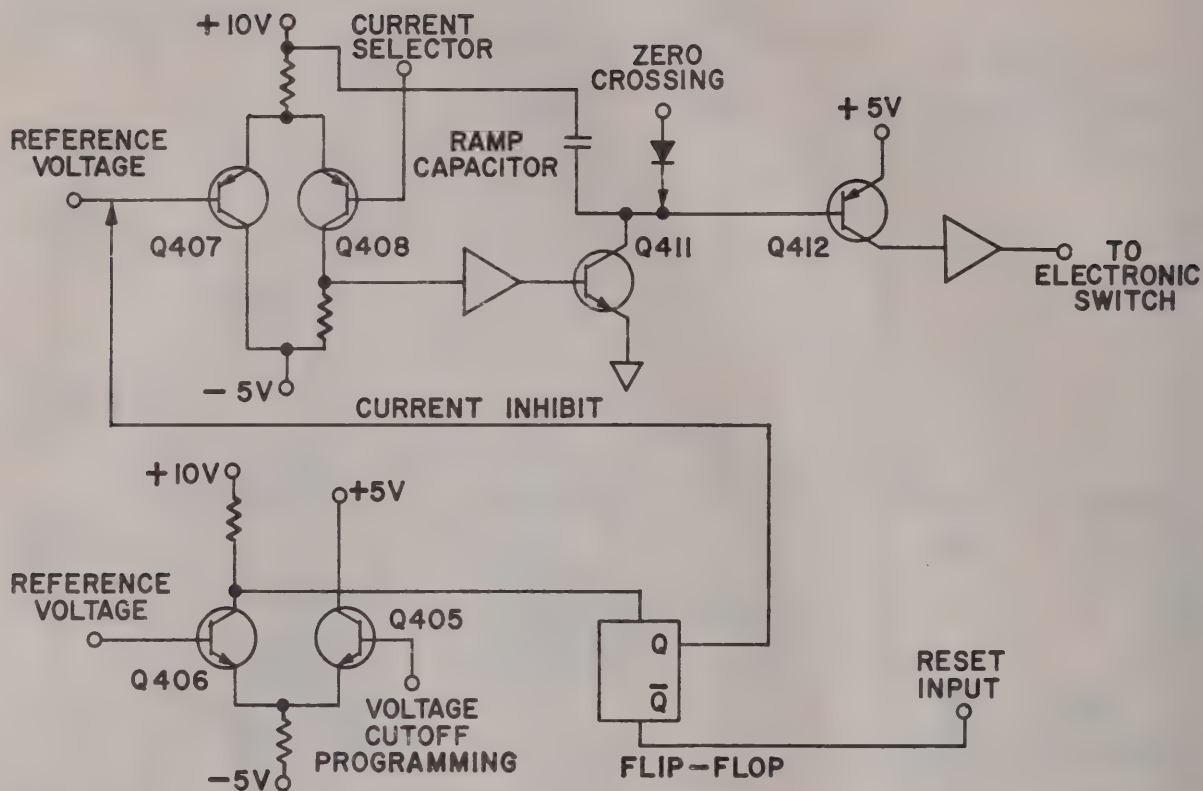 +10V
CURRENT
SELECTOR
ZERO
CROSSING
+5V
REFERENCE
VOLTAGE
RAMP
CAPACITOR
Q407
Q408
Q411
Q412
TO
ELECTRONIC
SWITCH
-5V
CURRENT INHIBIT
+10V
+5V
REFERENCE
VOLTAGE
Q405
Q406
Q
Q̅
RESET
INPUT
VOLTAGE
CUTOFF
PROGRAMMING
-5V
FLIP-FLOP